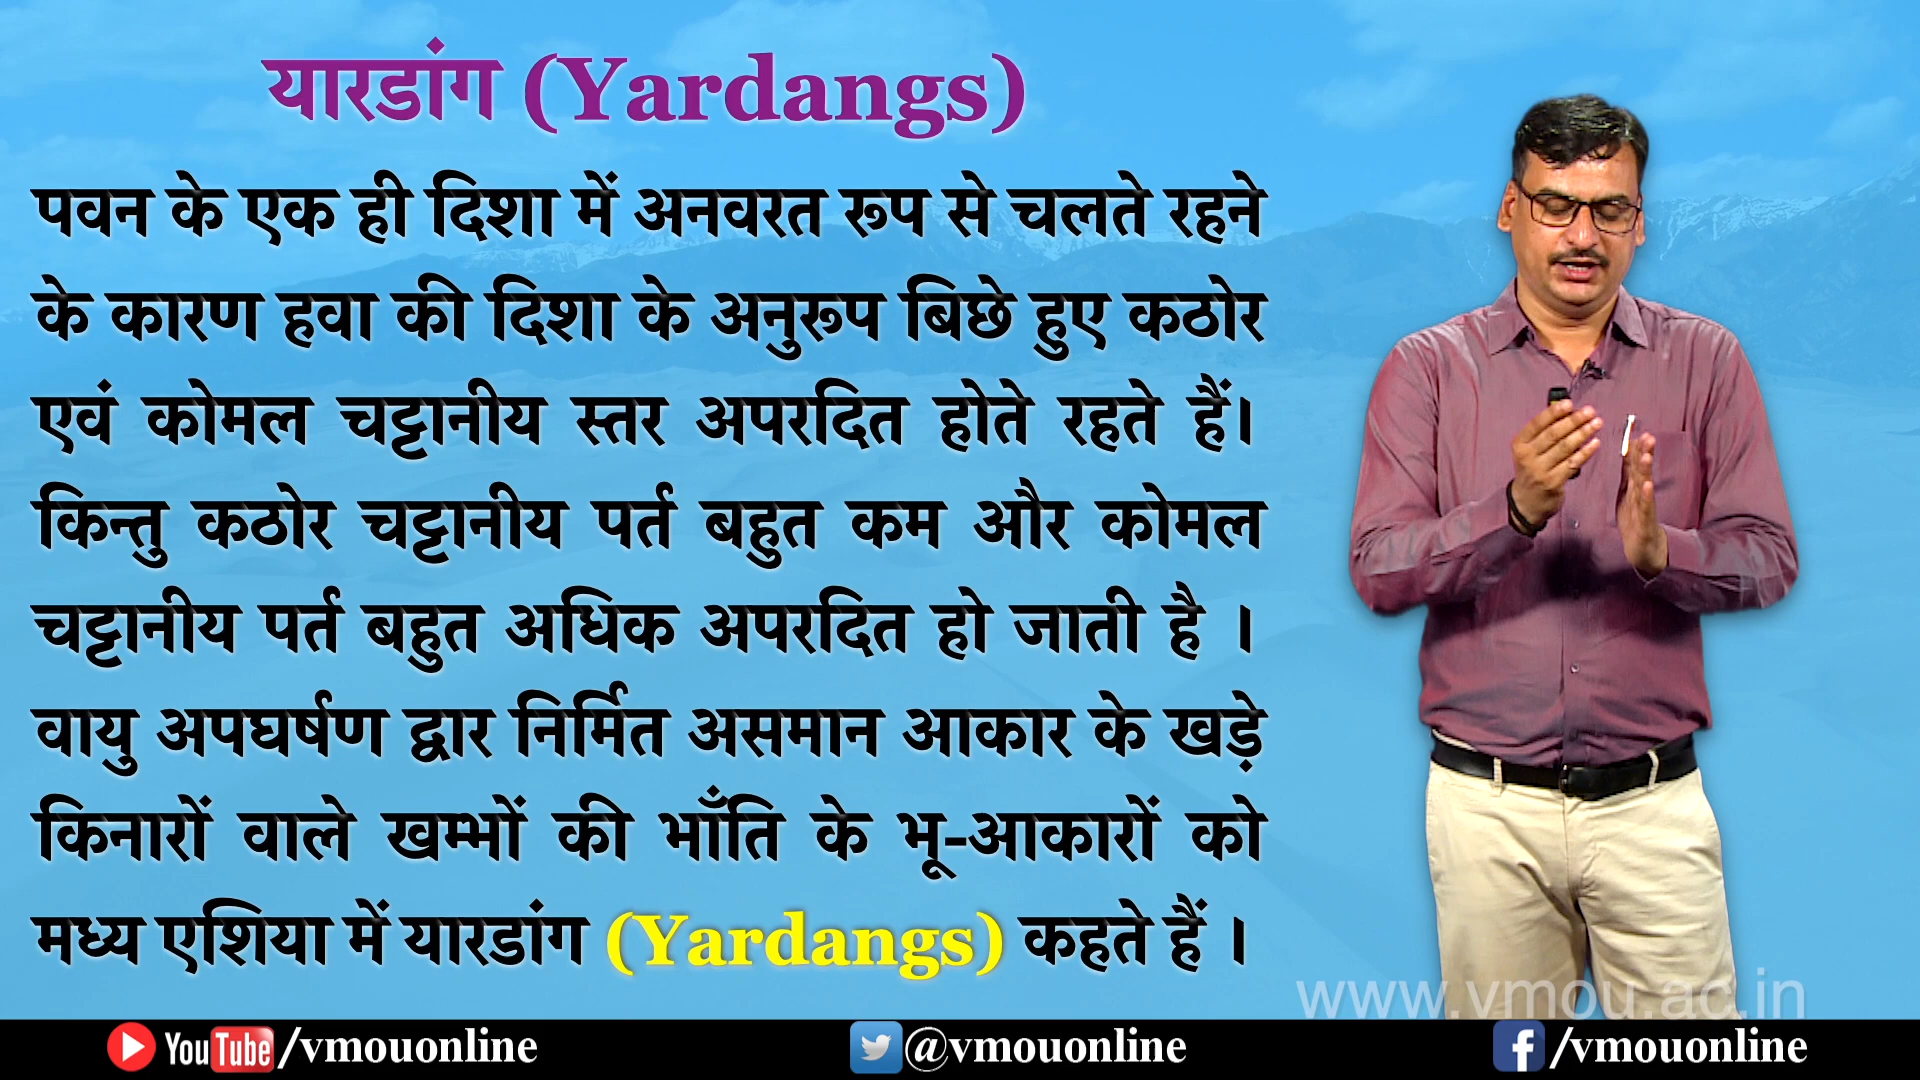 यारडांग (Yardangs)
पवन के एक ही दिशा में अनवरत रूप से चलते रहने
के कारण हवा की दिशा के अनुरूप बिछे हुए कठोर
एवं कोमल चट्टानीय स्तर अपरदित होते रहते हैं।
किन्तु कठोर चट्टानीय पर्त बहुत कम और कोमल
चट्टानीय पर्त बहुत अधिक अपरदित हो जाती है ।
वायु अपघर्षण द्वार निर्मित असमान आकार के खड़े
किनारों वाले खम्भों की भाँति के भू-आकारों को
मध्य एशिया में यारडांग (Yardangs) कहते हैं ।
www.vmou.ac.in
YouTube /vmouonline @vmouonline f /vmouonline